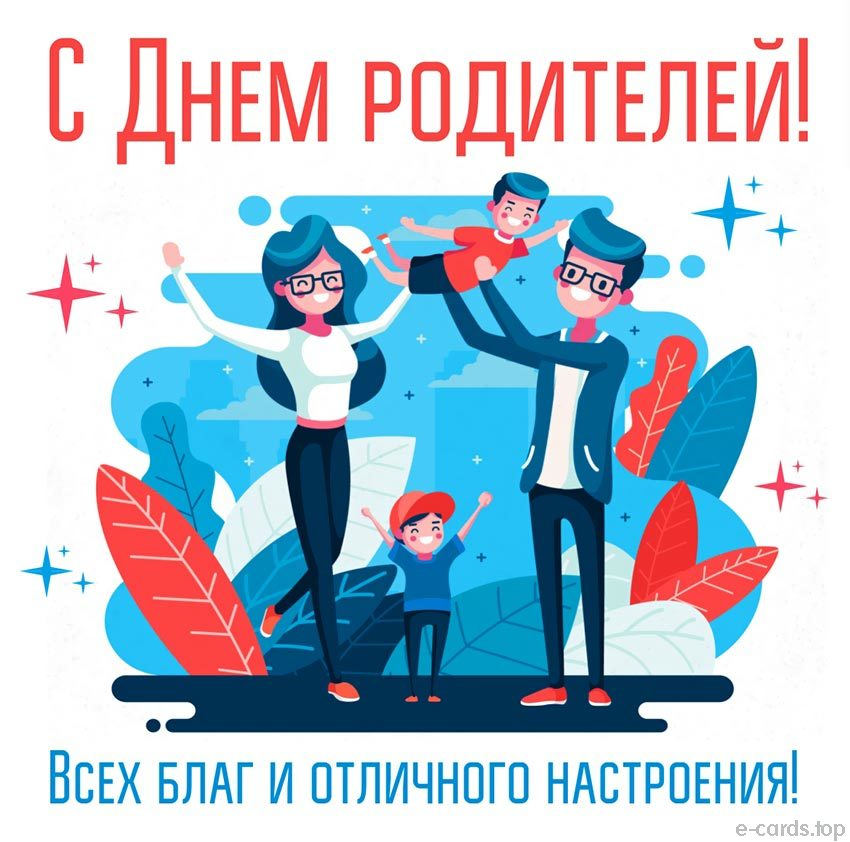 С Днем родителей!
Всех благ и отличного настроения!
e-cards.top